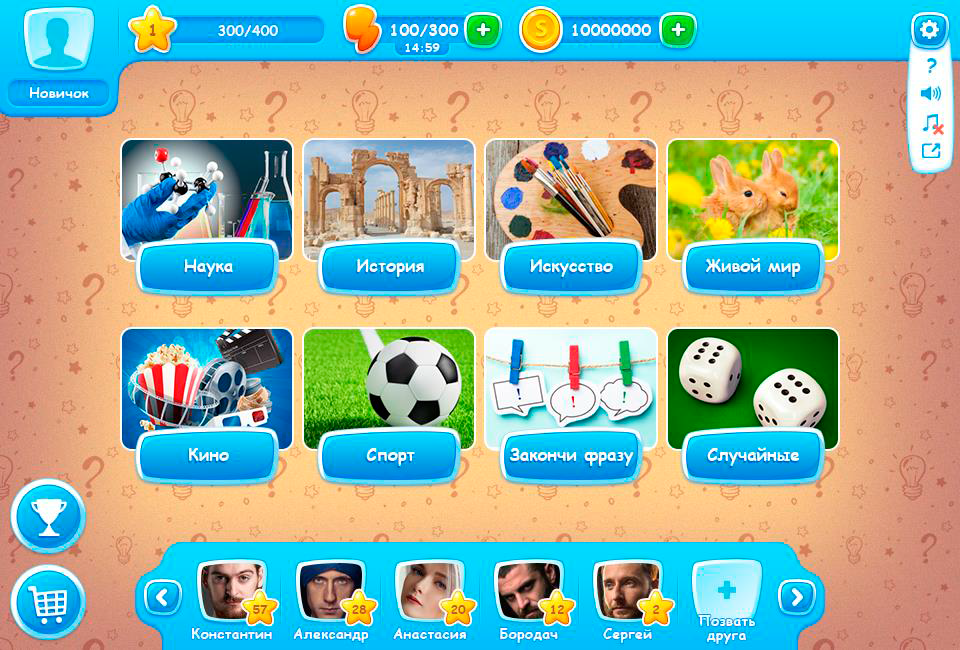 1
300/400
100/300
14:59
S
10000000
Новичок
?
Наука
История
Искусство
Живой мир
Кино
Спорт
Закончи фразу
Случайные
57
28
20
12
2
Константин
Александр
Анастасия
Бородач
Сергей
Позвать
друга